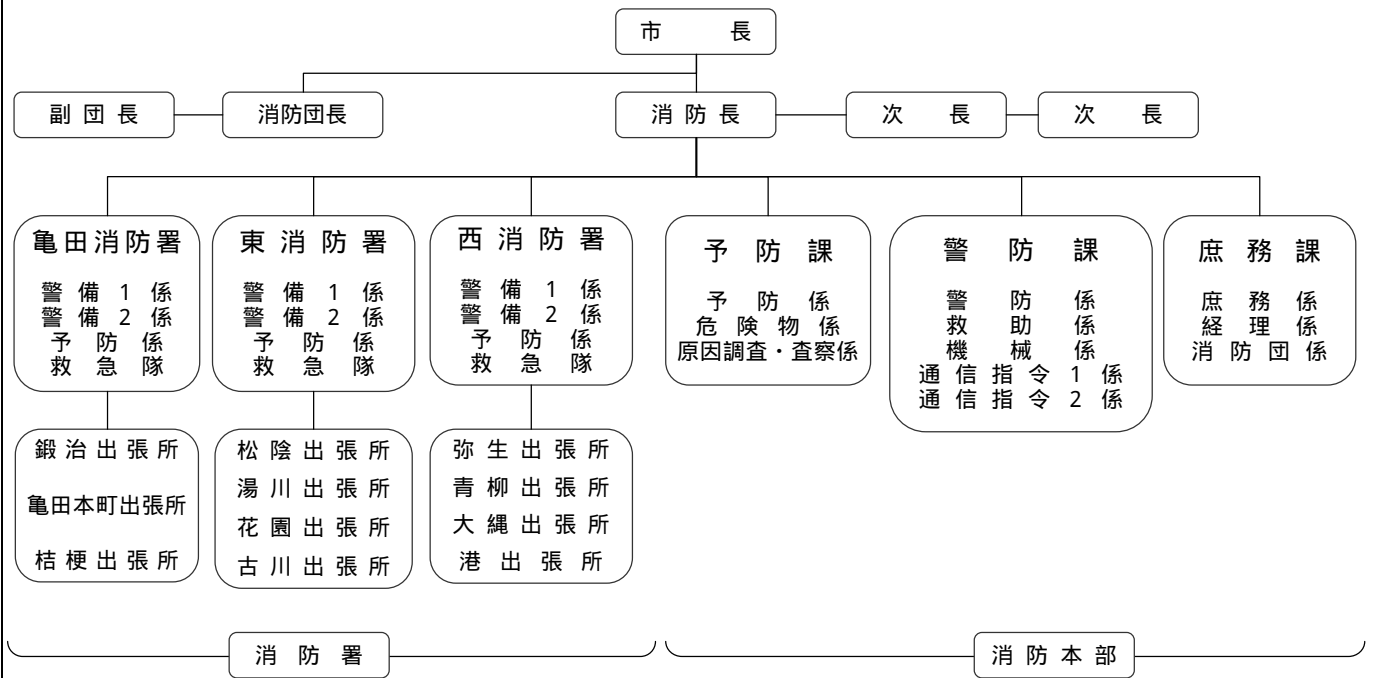 市長
副団長
消防団長
消防長
次長
次長
亀田消防署
警備1係
警備2係
予防係
救急隊
東消防署
警備1係
警備2係
予防係
救急隊
西消防署
警備1係
警備2係
予防係
救急隊
予防課
予防係
危険物係
原因調査・査察係
警防課
警防係
救助係
機械係
通信指令1係
通信指令2係
庶務課
庶務係
経理係
消防団係
鍛治出張所
亀田本町出張所
桔梗出張所
松陰出張所
湯川出張所
花園出張所
古川出張所
弥生出張所
青柳出張所
大縄出張所
港出張所
消防署
消防本部